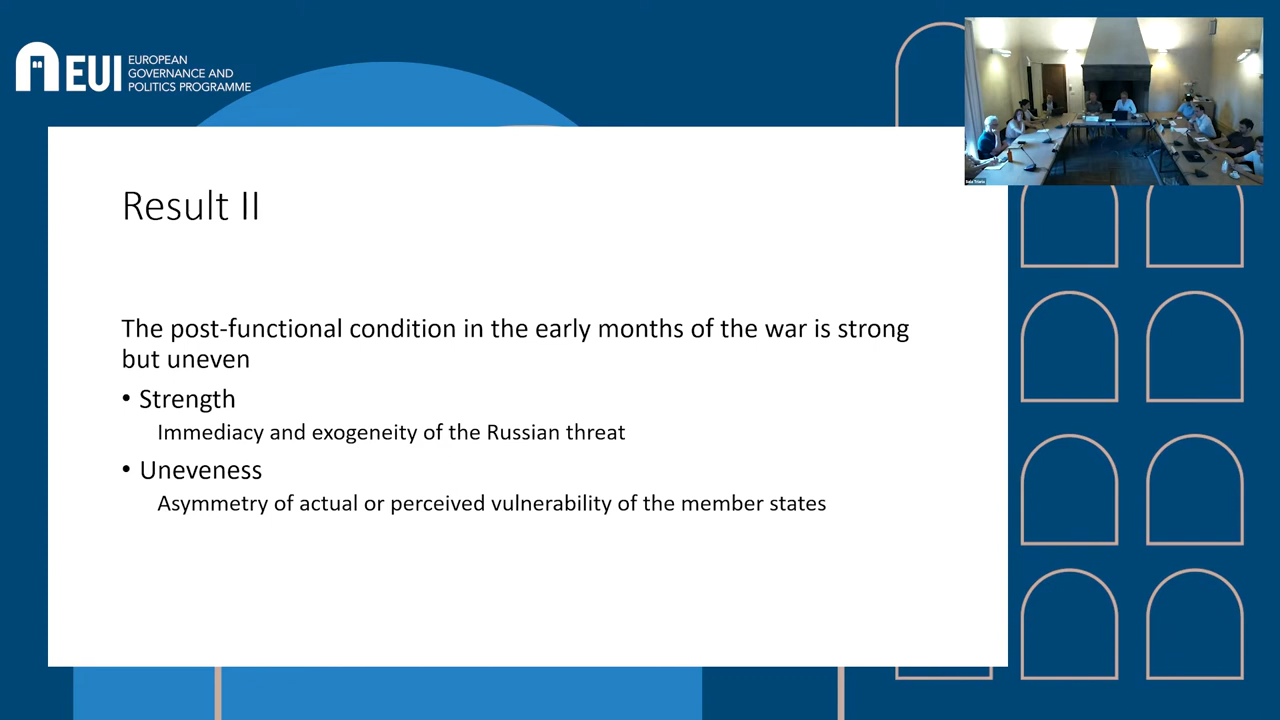 EUI
EUROPEAN
GOVERNANCE AND
POLITICS PROGRAMME
Result II
The post-functional condition in the early months of the war is strong
but uneven
• Strength
Immediacy and exogeneity of the Russian threat
• Uneveness
Asymmetry of actual or perceived vulnerability of the member states